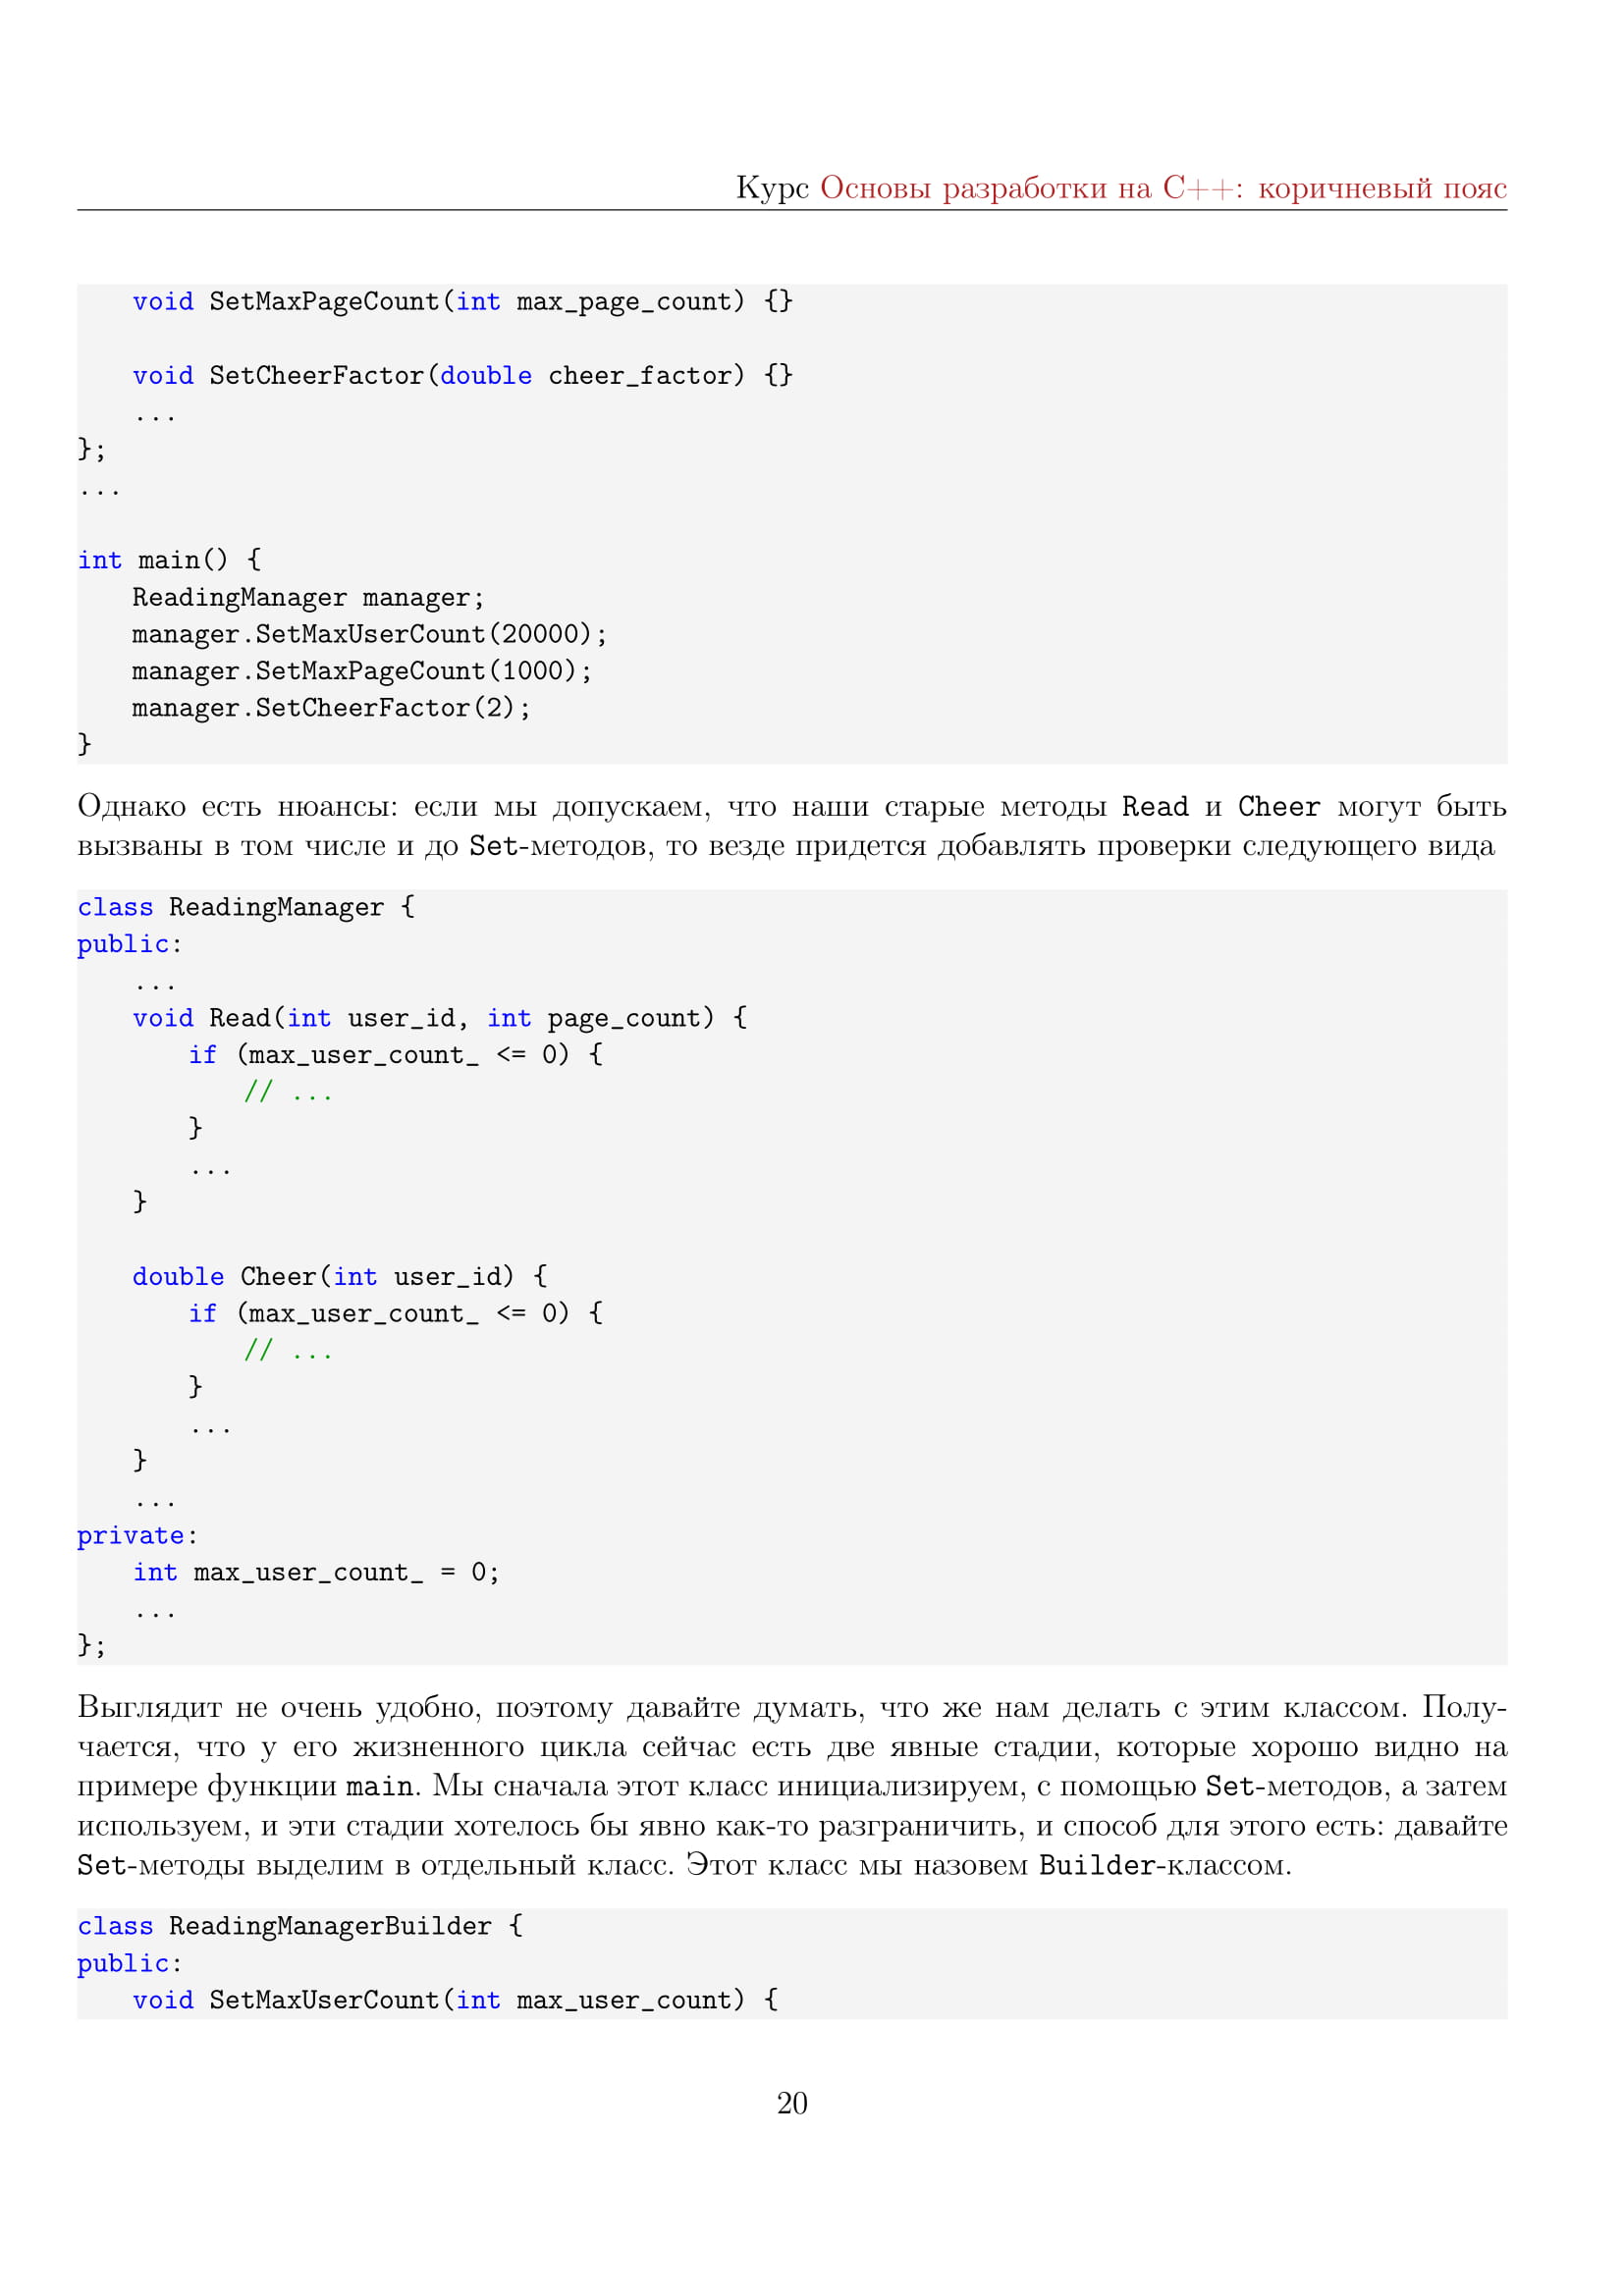 Курс Основы разработки на C++: коричневый пояс
void SetMaxPageCount(int max_page_count) {}
void SetCheerFactor(double cheer_factor) {}
...
};
...
int main() {
ReadingManager manager;
manager.SetMaxUserCount(20000);
manager.SetMaxPageCount(1000);
manager.SetCheerFactor(2);
}
Однако есть нюансы: если мы допускаем, что наши старые методы Read и Cheer могут быть
вызваны в том числе и до Set-методов, то везде придется добавлять проверки следующего вида
class ReadingManager {
public:
...
void Read(int user_id, int page_count) {
if (max_user_count_ <= 0) {
// ...
}
...
}
double Cheer(int user_id) {
if (max_user_count_ <= 0) {
// ...
}
...
}
...
private:
int max_user_count_ = 0;
...
};
Выглядит не очень удобно, поэтому давайте думать, что же нам делать с этим классом. Полу-
чается, что у его жизненного цикла сейчас есть две явные стадии, которые хорошо видно на
примере функции main. Мы сначала этот класс инициализируем, с помощью Set-методов, а затем
используем, и эти стадии хотелось бы явно как-то разграничить, и способ для этого есть: давайте
Set-методы выделим в отдельный класс. Этот класс мы назовем Builder-классом.
class ReadingManagerBuilder {
public:
void SetMaxUserCount(int max_user_count) {
20